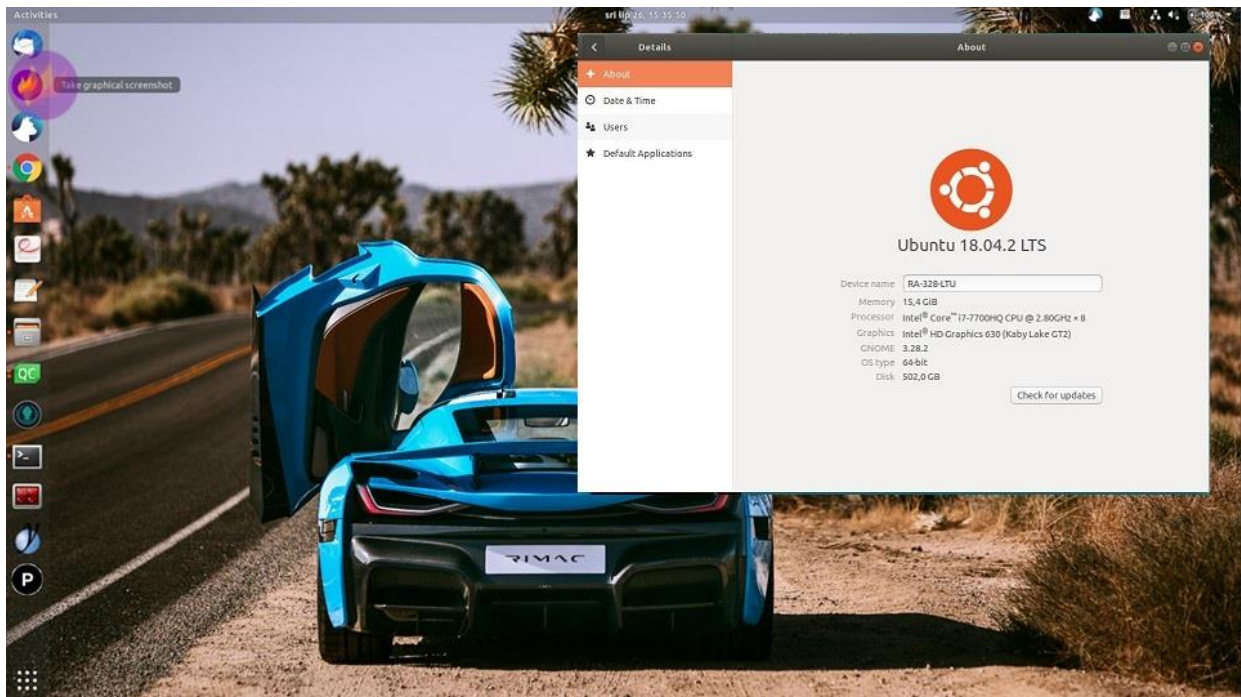 Activities
sri lip 26, 15:35:50
Take graphical screenshot
Details
About
About
Date & Time
Users
Default Applications
Ubuntu 18.04.2 LTS
Device name RA-328-LTU
Memory 15,4 GiB
Processor Intel® Core™ i7-7700HQ CPU @ 2.80GHz × 8
Graphics Intel® HD Graphics 630 (Kaby Lake GT2)
GNOME 3.28.2
OS type 64-bit
Disk 502,0 GB
Check for updates
QC
P
RIMAC